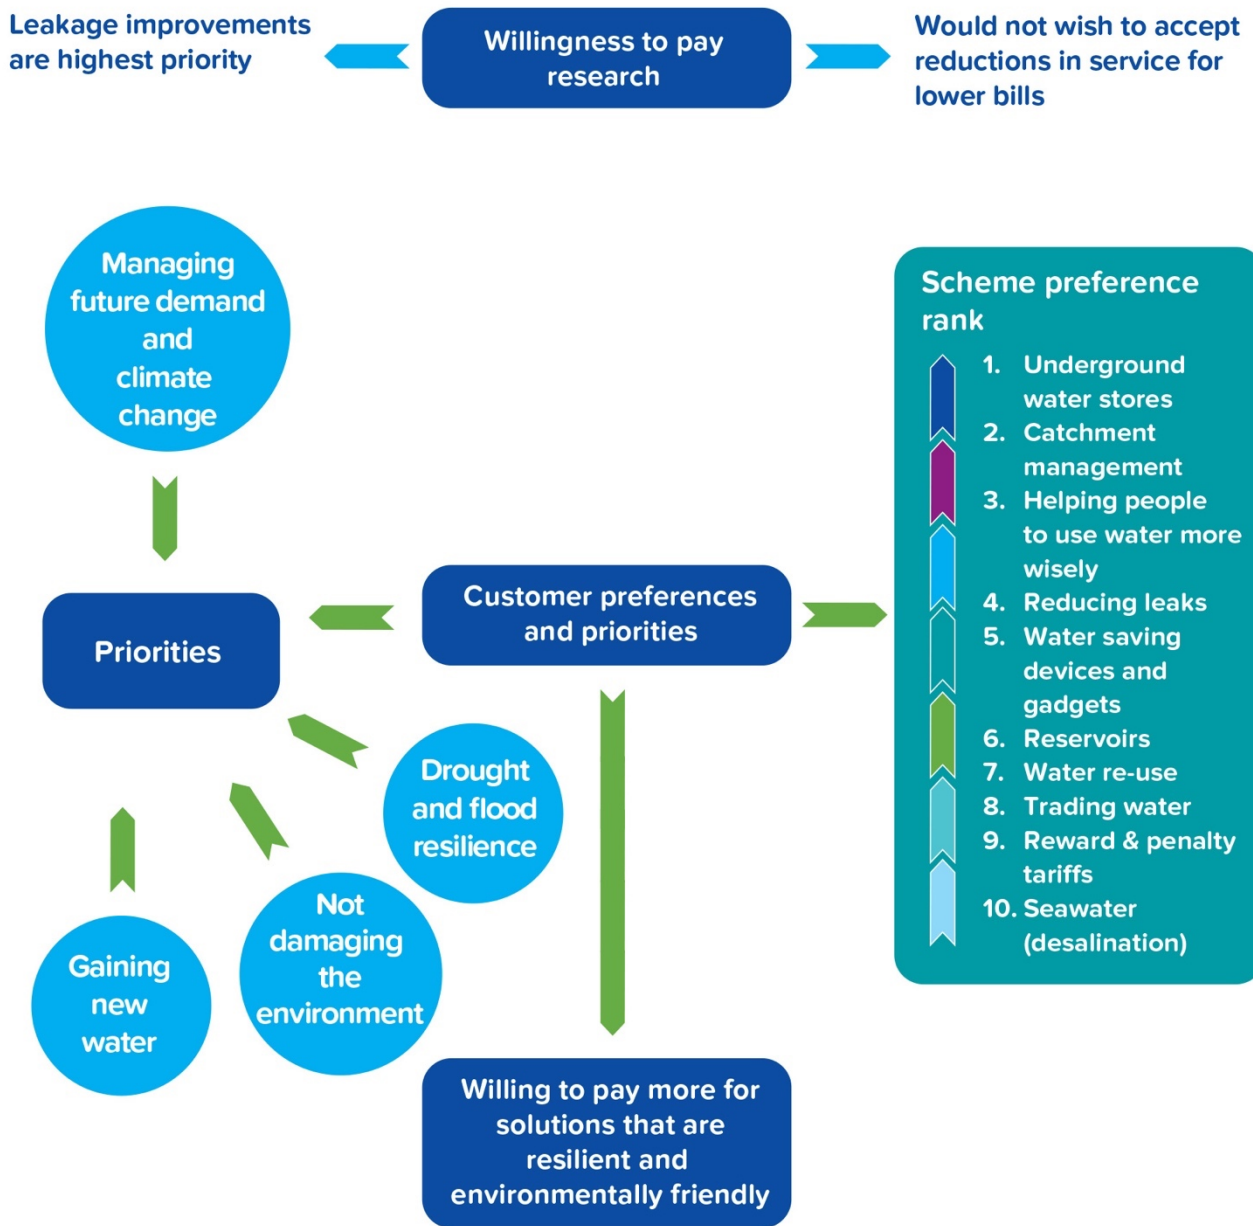 Leakage improvements
are highest priority
Willingness to pay
research
Would not wish to accept
reductions in service for
lower bills
Managing
future demand
and
climate
change
Priorities
Customer preferences
and priorities
Drought
and flood
resilience
Not
damaging
the
environment
Gaining
new
water
Willing to pay more for
solutions that are
resilient and
environmentally friendly
Scheme preference
rank
1. Underground
water stores
2. Catchment
management
3. Helping people
to use water more
wisely
4. Reducing leaks
5. Water saving
devices and
gadgets
6. Reservoirs
7. Water re-use
8. Trading water
9. Reward & penalty
tariffs
10. Seawater
(desalination)